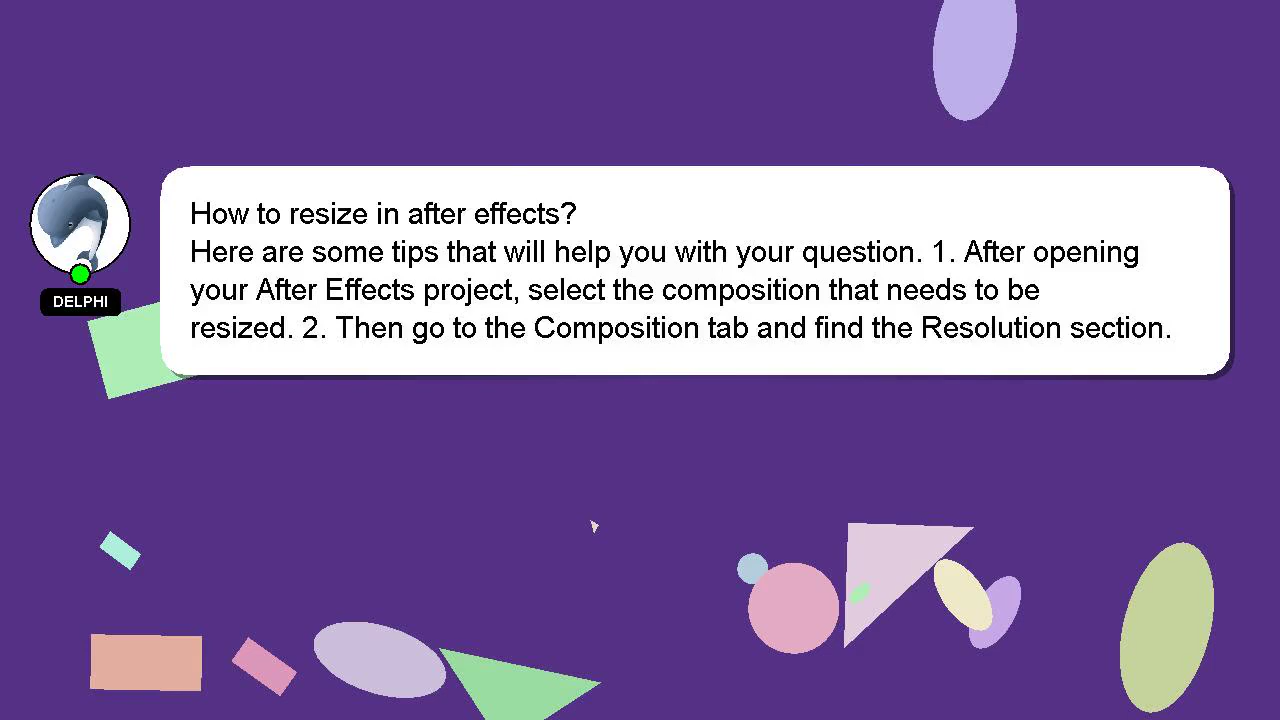 How to resize in after effects?
Here are some tips that will help you with your question. 1. After opening
your After Effects project, select the composition that needs to be
resized. 2. Then go to the Composition tab and find the Resolution section.
DELPHI